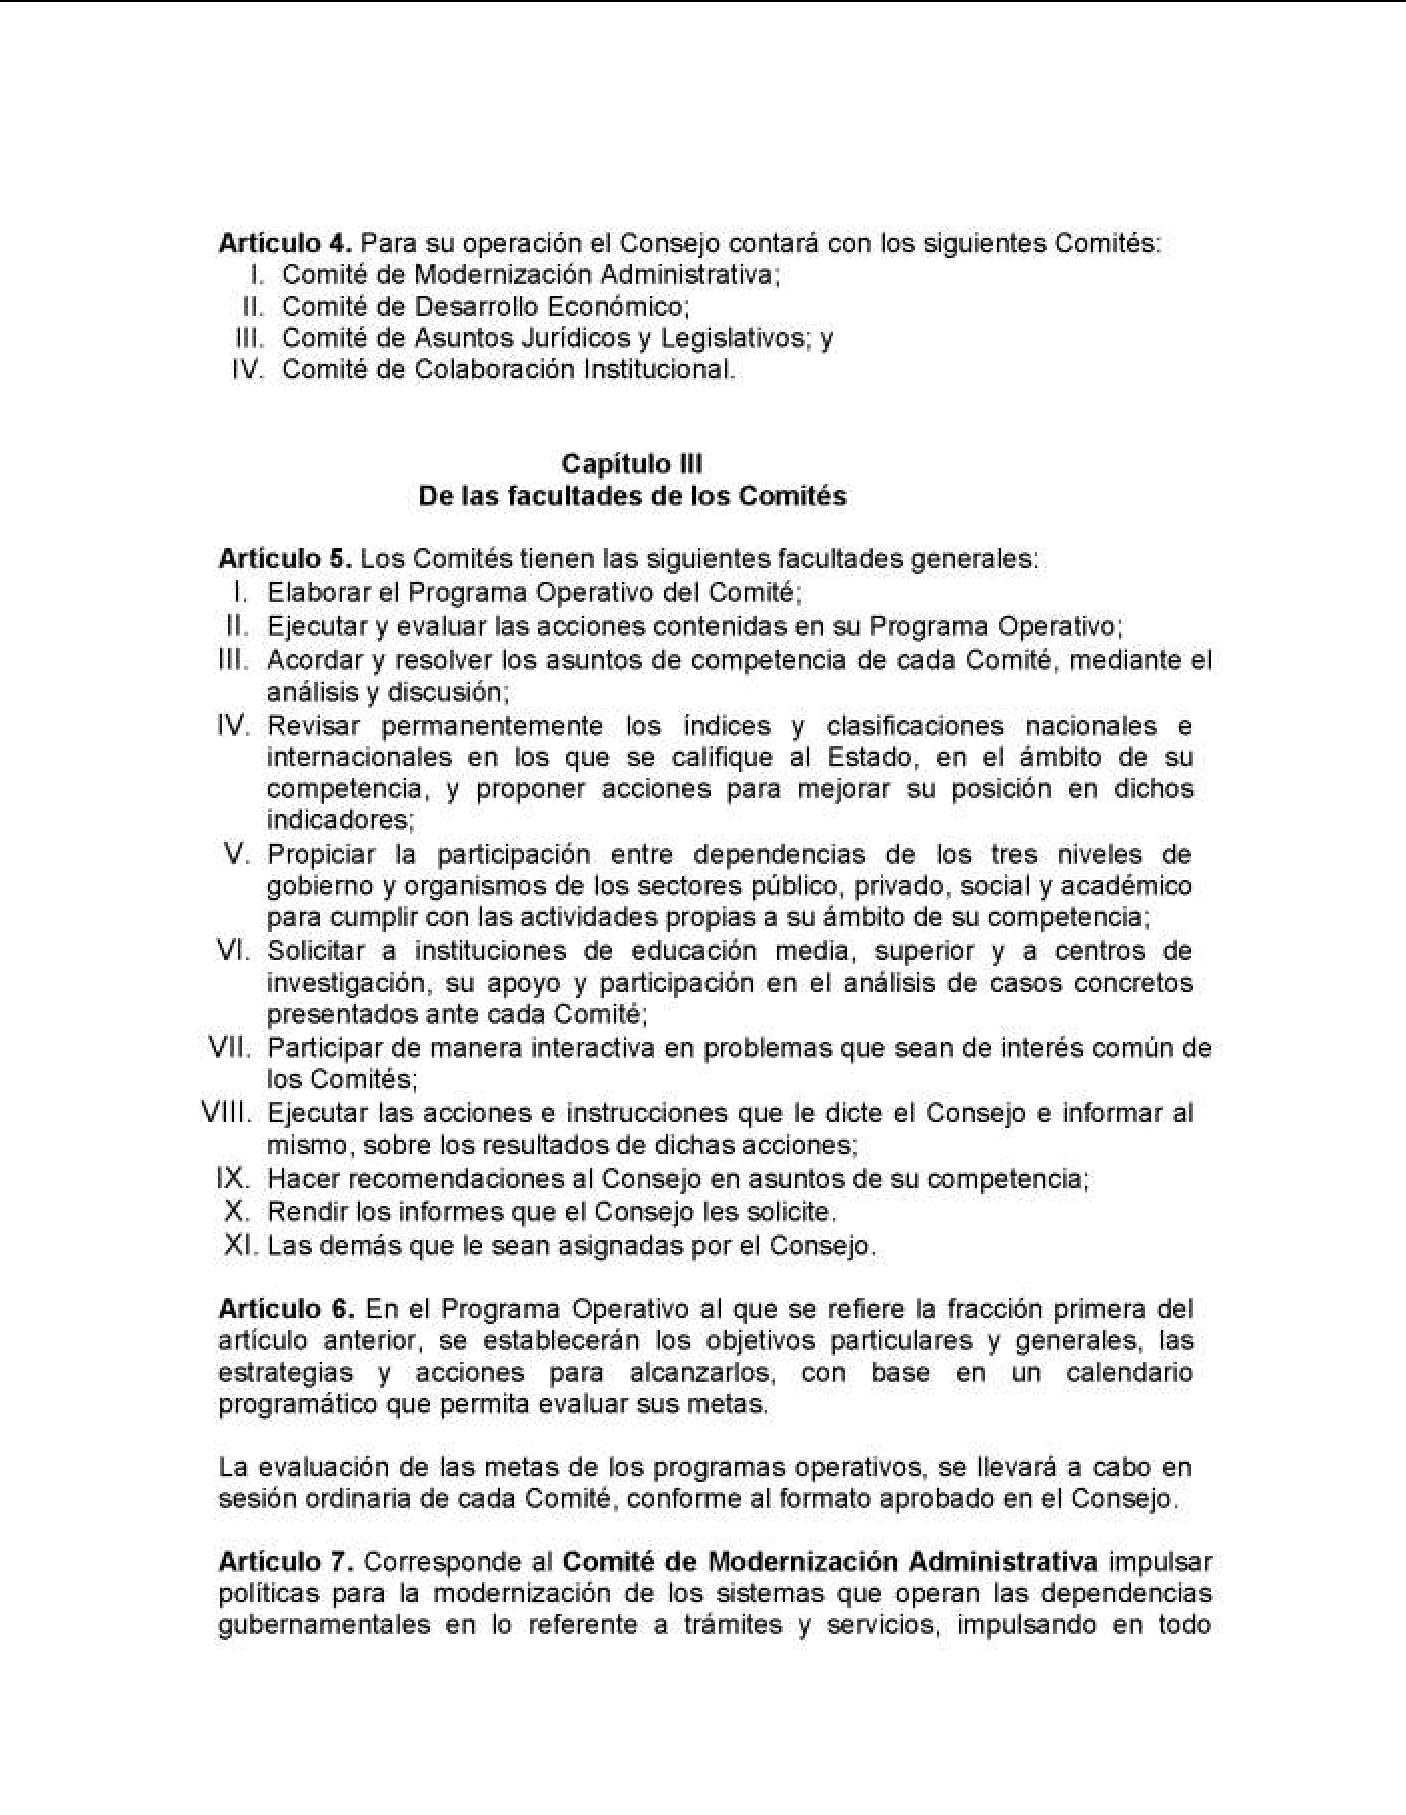 Artículo 4. Para su operación el Consejo contará con los siguientes Comités:
I. Comité de Modernización Administrativa;
II. Comité de Desarrollo Económico;
III. Comité de Asuntos Jurídicos y Legislativos; y
IV. Comité de Colaboración Institucional.
Capítulo III
De las facultades de los Comités
Artículo 5. Los Comités tienen las siguientes facultades generales:
I. Elaborar el Programa Operativo del Comité;
II. Ejecutar y evaluar las acciones contenidas en su Programa Operativo;
III. Acordar y resolver los asuntos de competencia de cada Comité, mediante el
análisis y discusión;
IV. Revisar permanentemente los índices y clasificaciones nacionales e
internacionales en los que se califique al Estado, en el ámbito de su
competencia, y proponer acciones para mejorar su posición en dichos
indicadores;
V. Propiciar la participación entre dependencias de los tres niveles de
gobierno y organismos de los sectores público, privado, social y académico
para cumplir con las actividades propias a su ámbito de su competencia;
VI. Solicitar a instituciones de educación media, superior y a centros de
investigación, su apoyo y participación en el análisis de casos concretos
presentados ante cada Comité;
VII. Participar de manera interactiva en problemas que sean de interés común de
los Comités;
VIII. Ejecutar las acciones e instrucciones que le dicte el Consejo e informar al
mismo, sobre los resultados de dichas acciones;
IX. Hacer recomendaciones al Consejo en asuntos de su competencia;
X. Rendir los informes que el Consejo les solicite.
XI. Las demás que le sean asignadas por el Consejo.
Artículo 6. En el Programa Operativo al que se refiere la fracción primera del
artículo anterior, se establecerán los objetivos particulares y generales, las
estrategias y acciones para alcanzarlos, con base en un calendario
programático que permita evaluar sus metas.
La evaluación de las metas de los programas operativos, se llevará a cabo en
sesión ordinaria de cada Comité, conforme al formato aprobado en el Consejo.
Artículo 7. Corresponde al Comité de Modernización Administrativa impulsar
políticas para la modernización de los sistemas que operan las dependencias
gubernamentales en lo referente a trámites y servicios, impulsando en todo